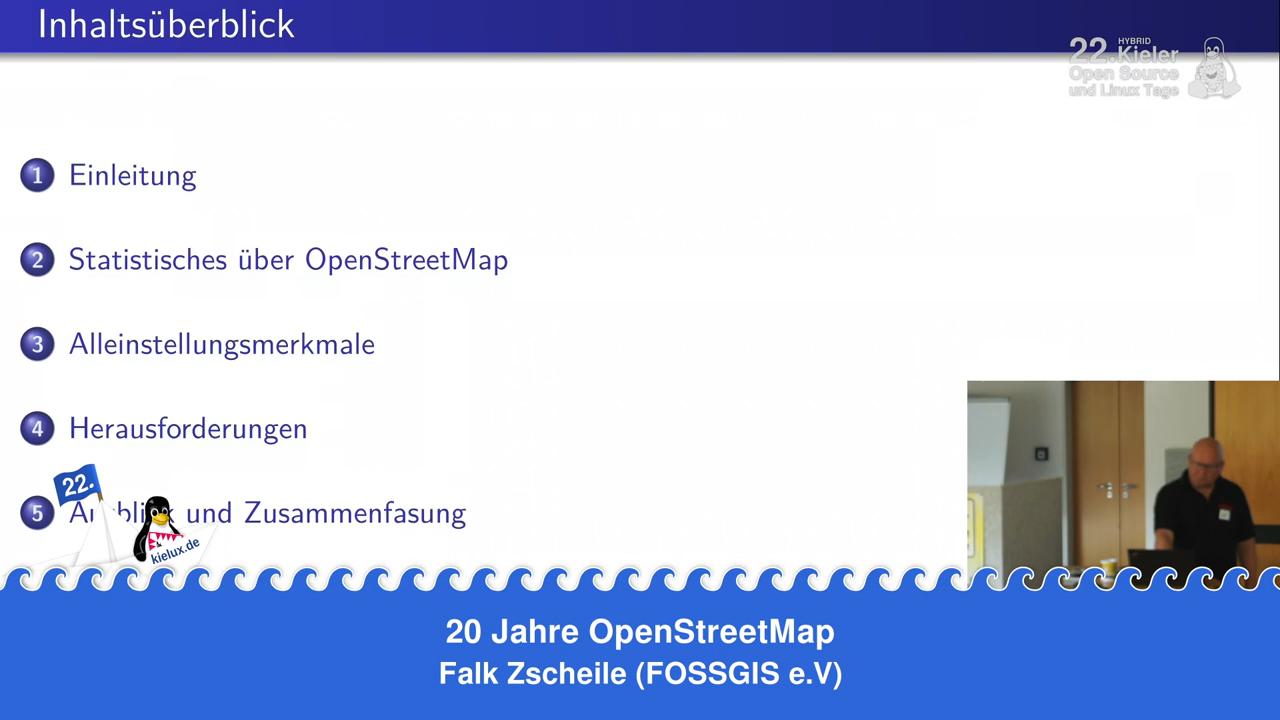 Inhaltsüberblick
22. HYBRID Kieler
Open Source
und Linux Tage
1 Einleitung
2 Statistisches über OpenStreetMap
3 Alleinstellungsmerkmale
4 Herausforderungen
22.
5 und Zusammenfasung
kielux.de
20 Jahre OpenStreetMap
Falk Zscheile (FOSSGIS e.V)